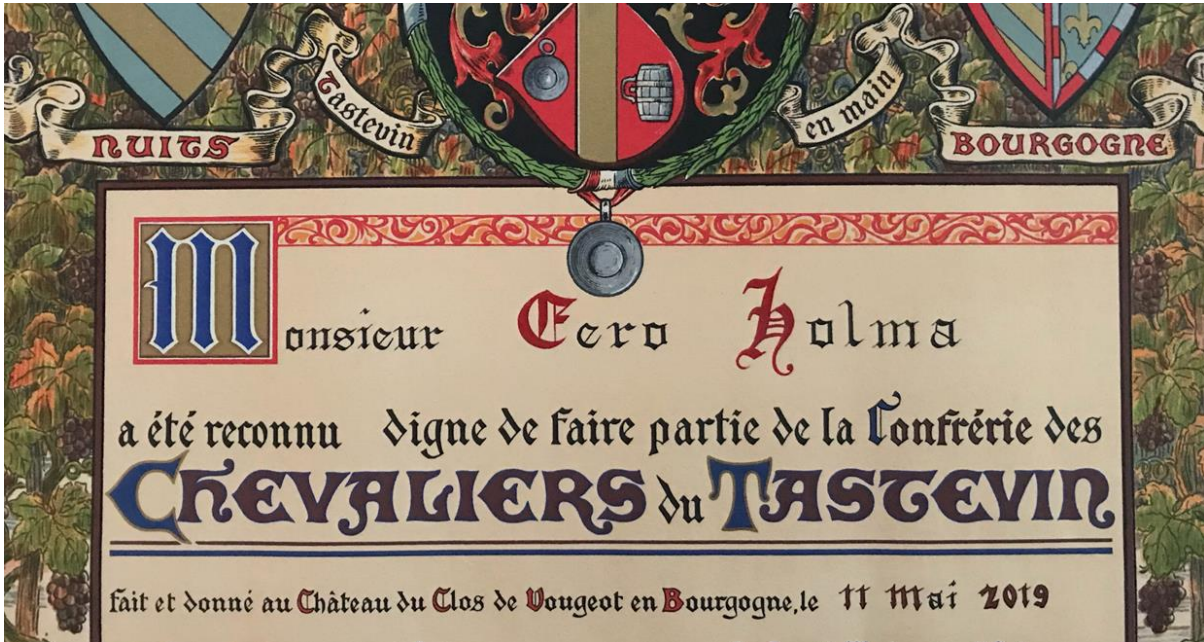 NUITS
Tastevin
en main
BOURGOGNE
Monsieur Eero Holma
a été reconnu digne de faire partie de la Confrérie des
CHEVALIERS du TASTEVIN
fait et donné au Château du Clos de Vougeot en Bourgogne, le 11 Mai 2019